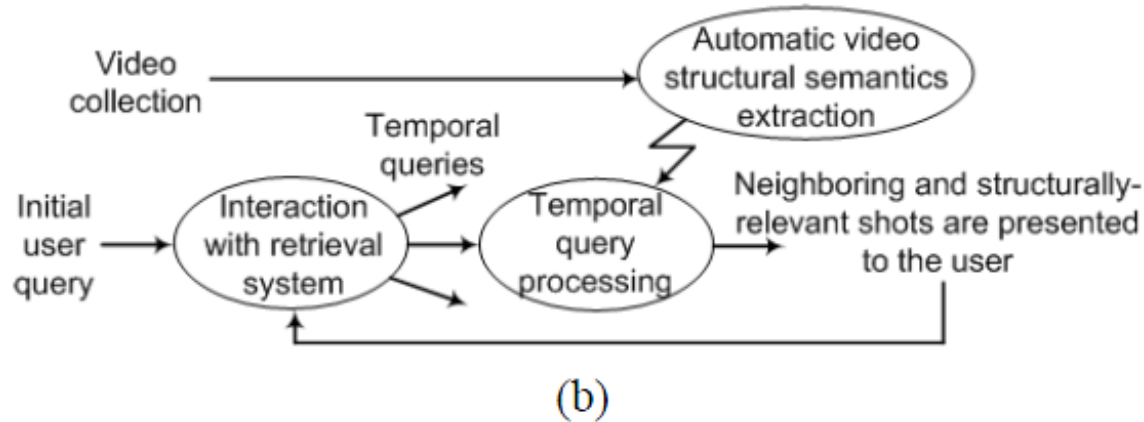 Video
collection
Automatic video
structural semantics
extraction
Temporal
queries
Initial
user
query
Interaction
with retrieval
system
Temporal
query
processing
Neighboring and structurally-
relevant shots are presented
to the user
(b)